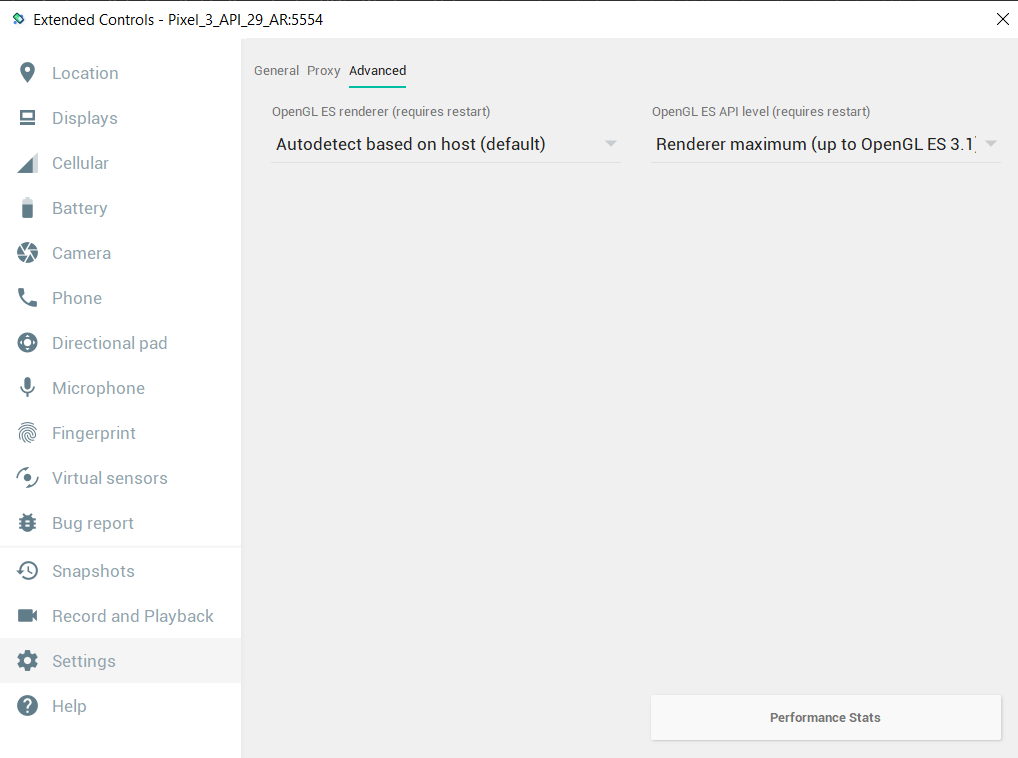 Extended Controls - Pixel_3_API_29_AR:5554
Location
Displays
Cellular
Battery
Camera
Phone
Directional pad
Microphone
Fingerprint
Virtual sensors
Bug report
Snapshots
Record and Playback
Settings
Help
General Proxy Advanced
OpenGL ES renderer (requires restart)
Autodetect based on host (default)
OpenGL ES API level (requires restart)
Renderer maximum (up to OpenGL ES 3.1)
Performance Stats